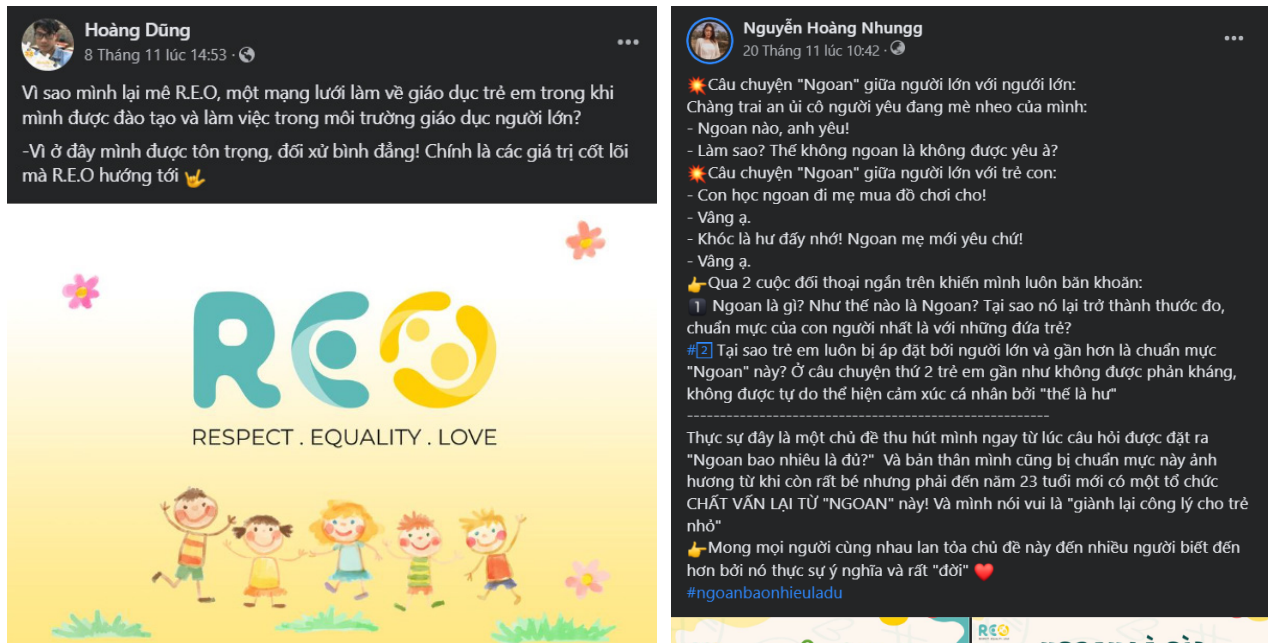 Hoàng Dũng
8 Tháng 11 lúc 14:53 ·
Vì sao mình lại mê R.E.O, một mạng lưới làm về giáo dục trẻ em trong khi
mình được đào tạo và làm việc trong môi trường giáo dục người lớn?
-Vì ở đây mình được tôn trọng, đối xử bình đẳng! Chính là các giá trị cốt lõi
mà R.E.O hướng tới 🤟
REO
RESPECT . EQUALITY . LOVE
Nguyễn Hoàng Nhungg
20 Tháng 11 lúc 10:42 ·
💥Câu chuyện "Ngoan" giữa người lớn với ngưới lớn:
Chàng trai an ủi cô người yêu đang mè nheo của mình:
- Ngoan nào, anh yêu!
- Làm sao? Thế không ngoan là không được yêu à?
💥Câu chuyện "Ngoan" giữa người lớn với trẻ con:
- Con học ngoan đi mẹ mua đồ chơi cho!
- Vâng ạ.
- Khóc là hư đấy nhớ! Ngoan mẹ mới yêu chứ!
- Vâng ạ.
👉Qua 2 cuộc đối thoại ngắn trên khiến mình luôn băn khoăn:
1 Ngoan là gì? Như thế nào là Ngoan? Tại sao nó lại trở thành thước đo,
chuẩn mực của con người nhất là với những đứa trẻ?
#2 Tại sao trẻ em luôn bị áp đặt bởi người lớn và gần hơn là chuẩn mực
"Ngoan" này? Ở câu chuyện thứ 2 trẻ em gần như không được phản kháng,
không được tự do thể hiện cảm xúc cá nhân bởi "thế là hư"
-------------------------------------------------------
Thực sự đây là một chủ đề thu hút mình ngay từ lúc câu hỏi được đặt ra
"Ngoan bao nhiêu là đủ?" Và bản thân mình cũng bị chuẩn mực này ảnh
hương từ khi còn rất bé nhưng phải đến năm 23 tuổi mới có một tổ chức
CHẤT VẤN LẠI TỪ "NGOAN" này! Và mình nói vui là "giành lại công lý cho trẻ
nhỏ"
👉Mong mọi người cùng nhau lan tỏa chủ đề này đến nhiều người biết đến
hơn bởi nó thực sự ý nghĩa và rất "đời" ❤️
#ngoanbaonhieuladu
REO